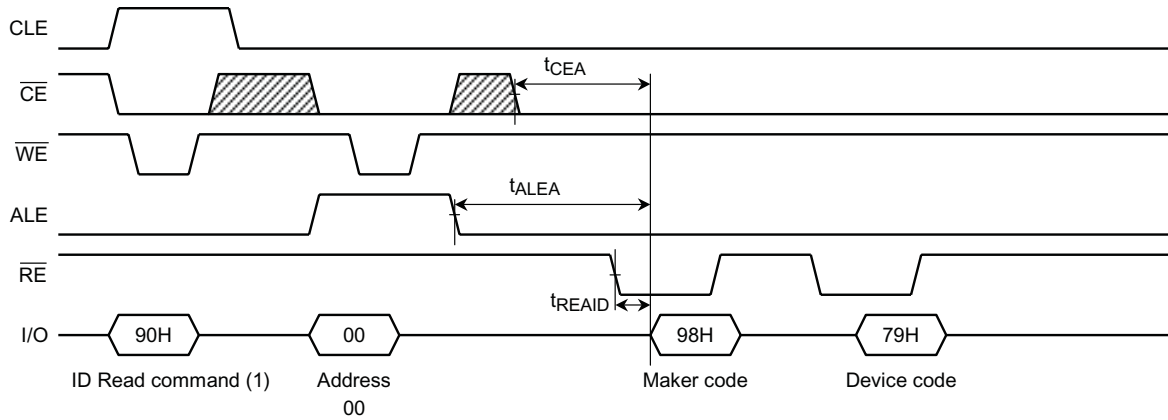 CLE
tCEA
CE
WE
tALEA
ALE
RE
tREAID
I/O 90H 00 98H 79H
ID Read command (1) Address Maker code Device code
00